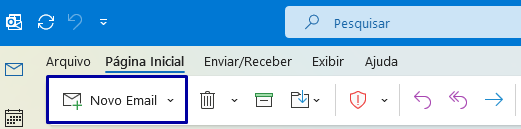 Pesquisar
Arquivo Página Inicial Enviar/Receber Exibir Ajuda
Novo Email